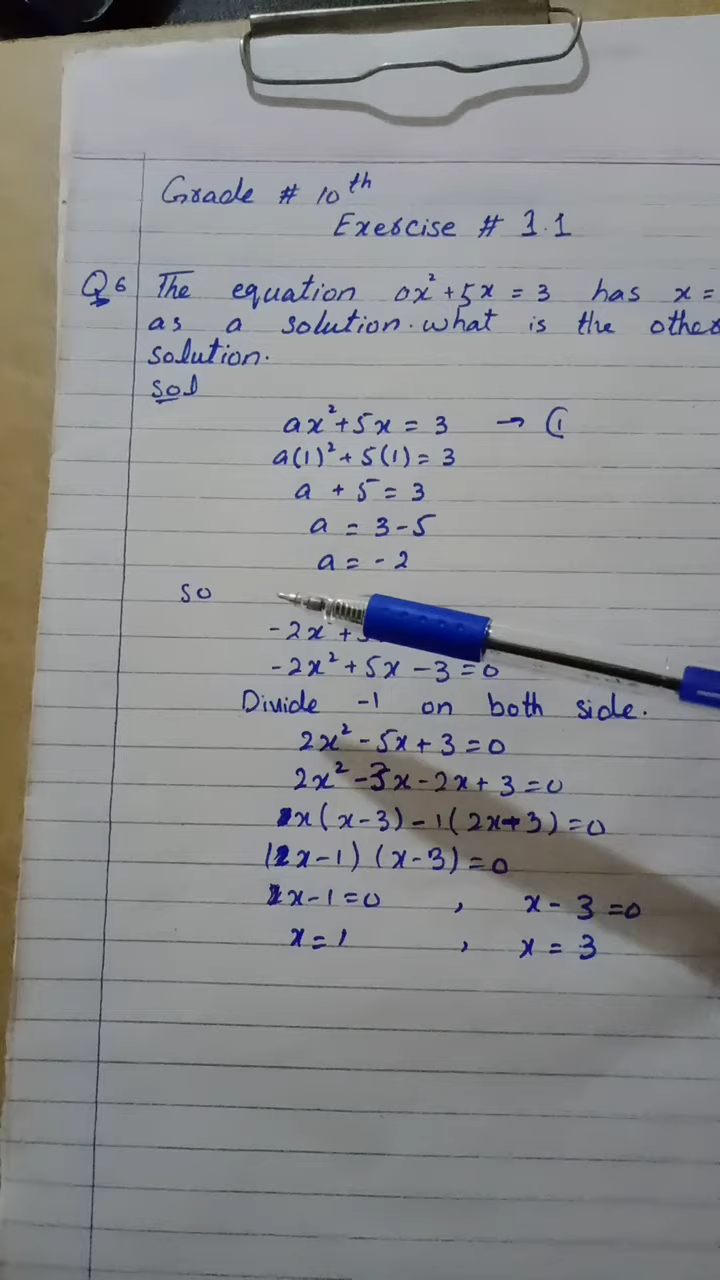 Grade # 10th
Exercise # 1.1
Q6 The equation ax²+5x = 3 has x =
as a solution. what is the other
solution.
Sol
ax²+5x = 3 → (1
a(1)²+5(1) = 3
a + 5 = 3
a = 3-5
a = -2
so
-2x +
-2x²+5x-3=0
Divide -1 on both side.
2x²-5x+3=0
2x²-3x-2x+3=0
x(x-3)-1(2x+3)=0
(2x-1)(x-3)=0
x-1=0 , x-3=0
x=1 , x=3